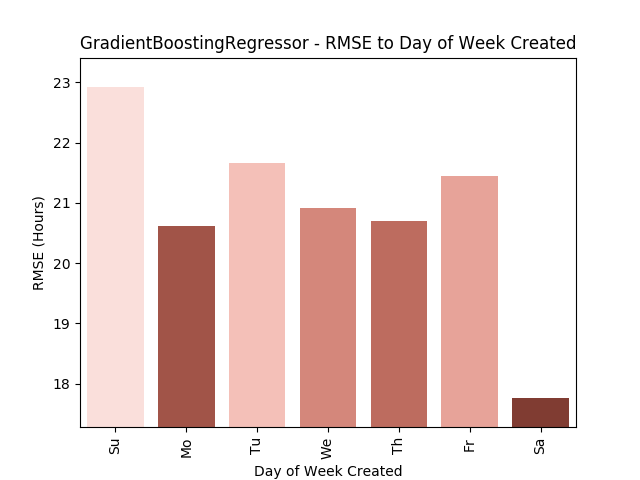 GradientBoostingRegressor - RMSE to Day of Week Created
23
22
21
20
19
18
RMSE (Hours)
Su
Mo
Tu
We
Th
Fr
Sa
Day of Week Created